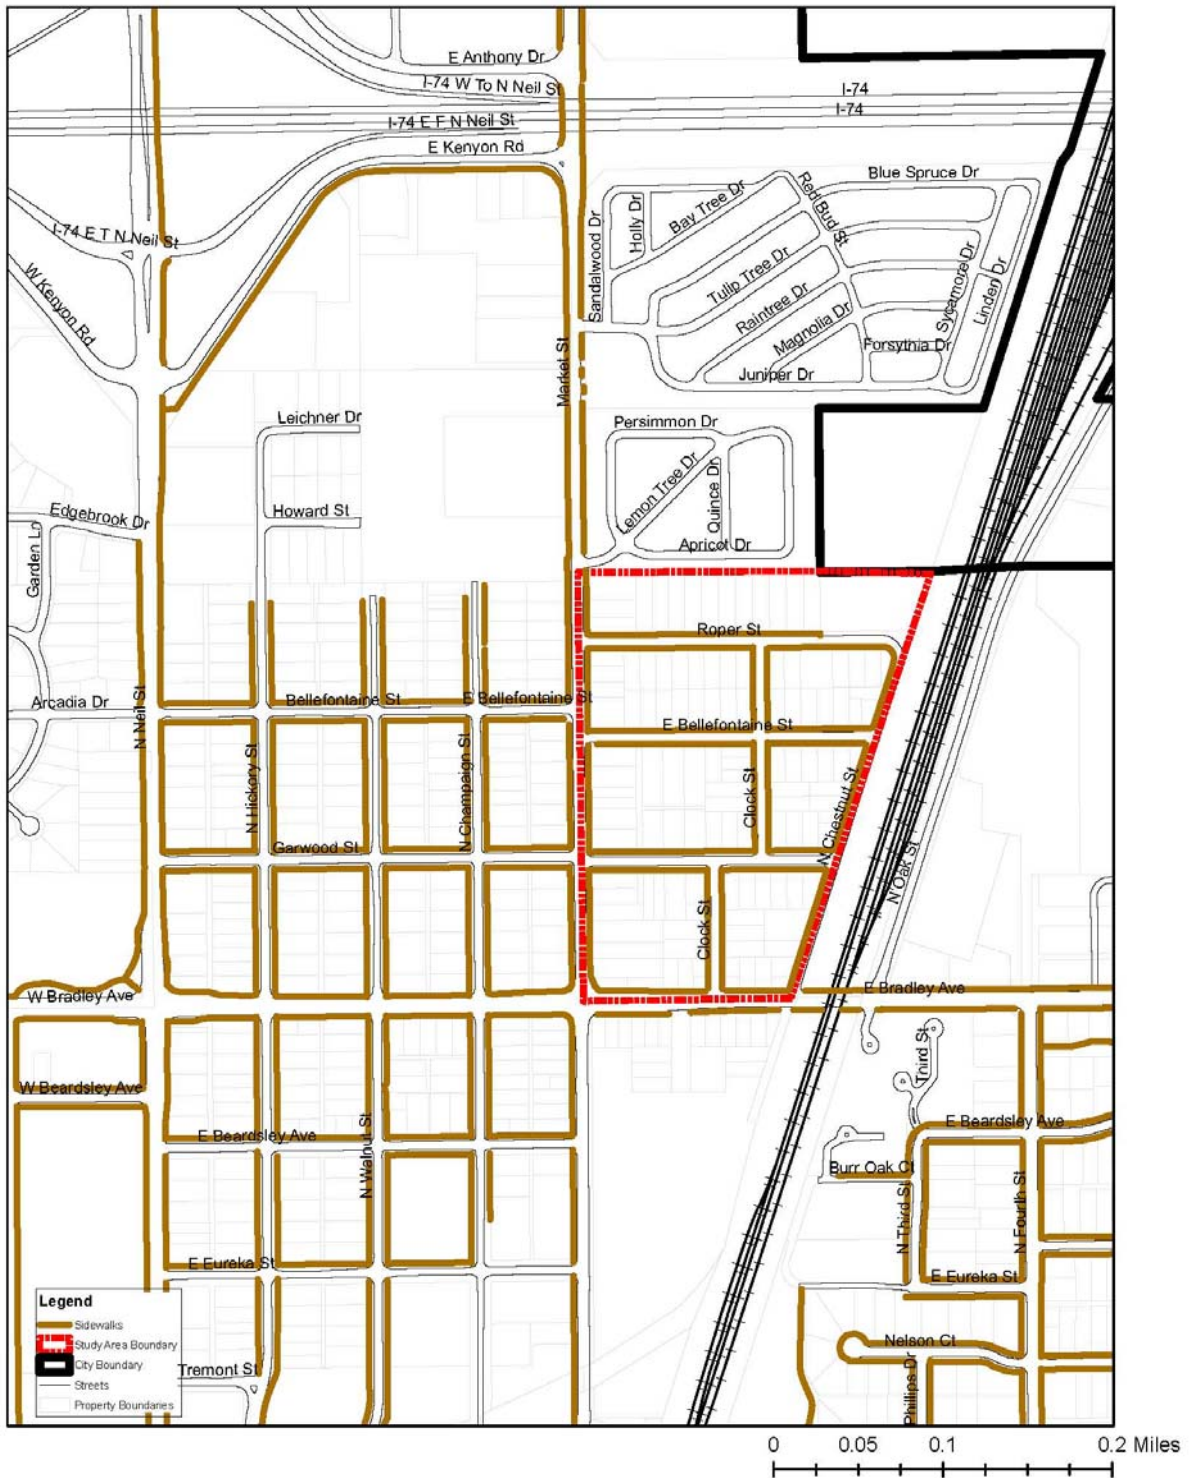 E Anthony Dr
I-74 W To N Neil St
I-74
I-74
I-74 E F N Neil St
E Kenyon Rd
Blue Spruce Dr
Red Bud St
Bay Tree Dr
Holly Dr
Sandalwood Dr
I-74 E T N Neil St
W Kenyon Rd
Tulip Tree Dr
Raintree Dr
Magnolia Dr
Sycamore Dr
Linden Dr
Forsythia Dr
Juniper Dr
Market St
Leichner Dr
Persimmon Dr
Lemon Tree Dr
Quince Dr
Apricot Dr
Howard St
Edgebrook Dr
Garden Ln
Roper St
Arcadia Dr
N Neil St
Bellefontaine St
E Bellefontaine St
E Bellefontaine St
N Hickory St
N Champaign St
Clock St
N Chestnut St
Garwood St
N Oak St
Clock St
W Bradley Ave
E Bradley Ave
Third St
W Beardsley Ave
E Beardsley Ave
E Beardsley Ave
N Walnut St
Burr Oak Ct
N Third St
N Fourth St
E Eureka St
E Eureka St
Nelson Ct
Phillips Dr
Tremont St
Legend
Sidewalks
Study Area Boundary
City Boundary
Streets
Property Boundaries
0 0.05 0.1 0.2 Miles